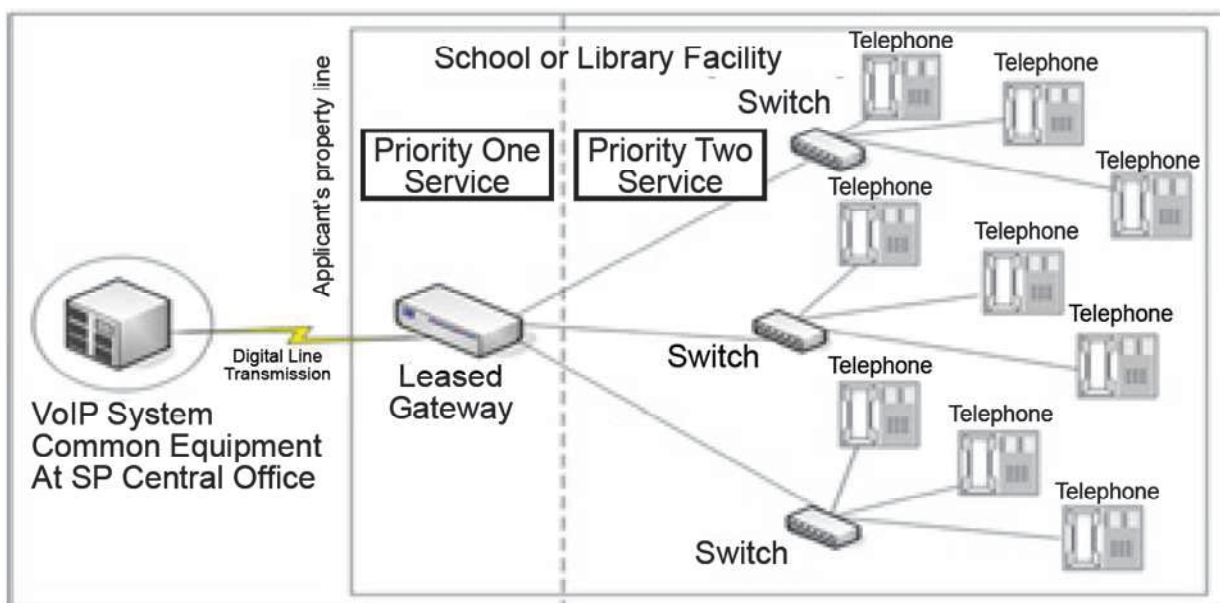 School or Library Facility
Applicant's property line
Priority One
Service
Priority Two
Service
Switch
Telephone
Telephone
Telephone
Telephone
Telephone
Telephone
Switch
Telephone
Telephone
Telephone
Switch
Digital Line
Transmission
Leased
Gateway
VoIP System
Common Equipment
At SP Central Office